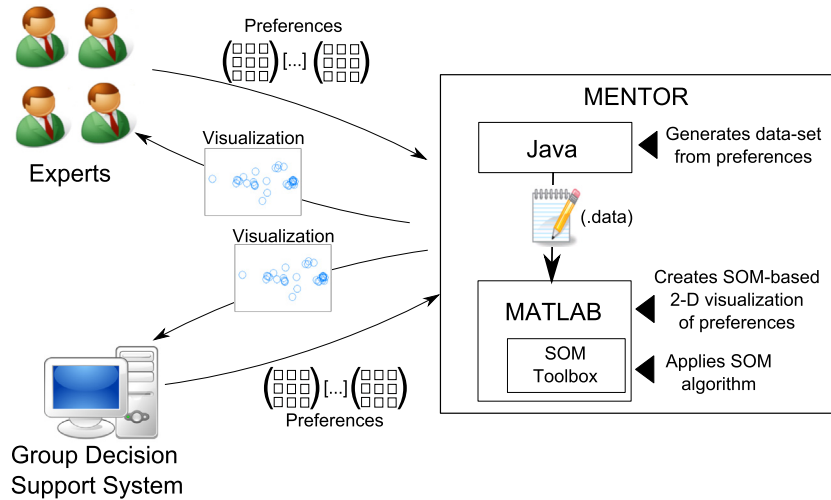 Preferences
[...]
Visualization
Experts
Visualization
MENTOR
Java
Generates data-set
from preferences
(.data)
MATLAB
Creates SOM-based
2-D visualization
of preferences
SOM
Toolbox
Applies SOM
algorithm
[...]
Preferences
Group Decision
Support System